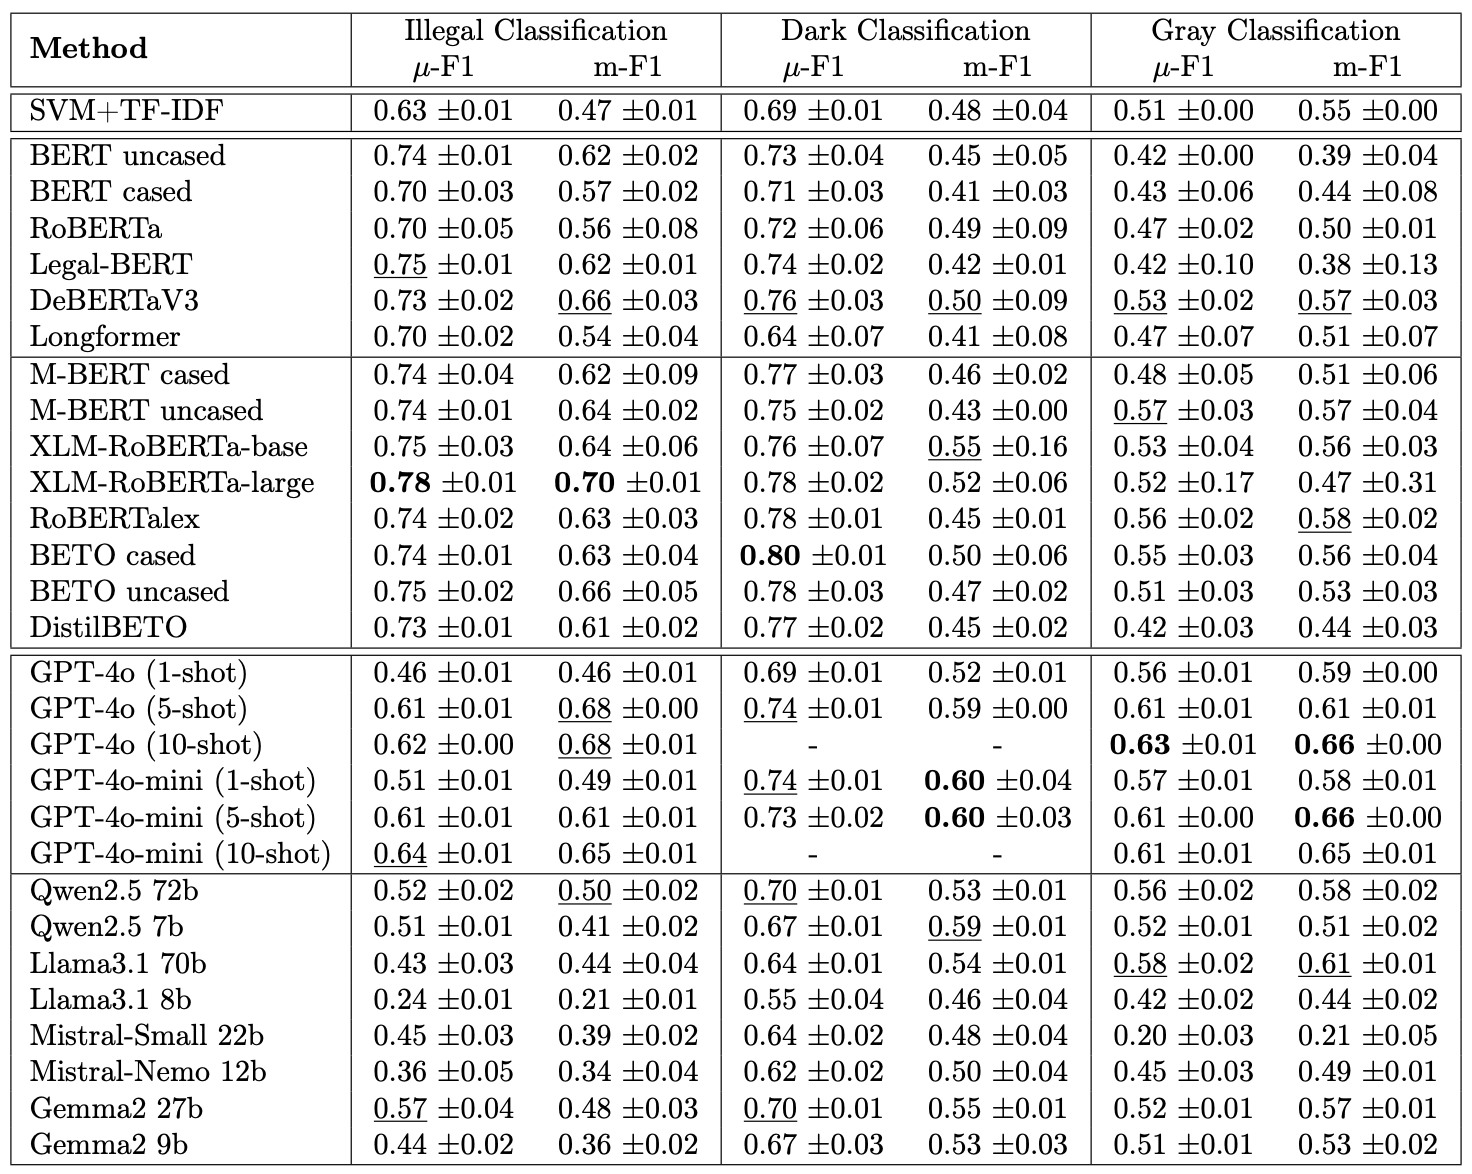 Method Illegal Classification Dark Classification Gray Classification
μ-F1 m-F1 μ-F1 m-F1 μ-F1 m-F1
SVM+TF-IDF 0.63 ±0.01 0.47 ±0.01 0.69 ±0.01 0.48 ±0.04 0.51 ±0.00 0.55 ±0.00
BERT uncased 0.74 ±0.01 0.62 ±0.02 0.73 ±0.04 0.45 ±0.05 0.42 ±0.00 0.39 ±0.04
BERT cased 0.70 ±0.03 0.57 ±0.02 0.71 ±0.03 0.41 ±0.03 0.43 ±0.06 0.44 ±0.08
RoBERTa 0.70 ±0.05 0.56 ±0.08 0.72 ±0.06 0.49 ±0.09 0.47 ±0.02 0.50 ±0.01
Legal-BERT 0.75 ±0.01 0.62 ±0.01 0.74 ±0.02 0.42 ±0.01 0.42 ±0.10 0.38 ±0.13
DeBERTaV3 0.73 ±0.02 0.66 ±0.03 0.76 ±0.03 0.50 ±0.09 0.53 ±0.02 0.57 ±0.03
Longformer 0.70 ±0.02 0.54 ±0.04 0.64 ±0.07 0.41 ±0.08 0.47 ±0.07 0.51 ±0.07
M-BERT cased 0.74 ±0.04 0.62 ±0.09 0.77 ±0.03 0.46 ±0.02 0.48 ±0.05 0.51 ±0.06
M-BERT uncased 0.74 ±0.01 0.64 ±0.02 0.75 ±0.02 0.43 ±0.00 0.57 ±0.03 0.57 ±0.04
XLM-RoBERTa-base 0.75 ±0.03 0.64 ±0.06 0.76 ±0.07 0.55 ±0.16 0.53 ±0.04 0.56 ±0.03
XLM-RoBERTa-large 0.78 ±0.01 0.70 ±0.01 0.78 ±0.02 0.52 ±0.06 0.52 ±0.17 0.47 ±0.31
RoBERTalex 0.74 ±0.02 0.63 ±0.03 0.78 ±0.01 0.45 ±0.01 0.56 ±0.02 0.58 ±0.02
BETO cased 0.74 ±0.01 0.63 ±0.04 0.80 ±0.01 0.50 ±0.06 0.55 ±0.03 0.56 ±0.04
BETO uncased 0.75 ±0.02 0.66 ±0.05 0.78 ±0.03 0.47 ±0.02 0.51 ±0.03 0.53 ±0.03
DistilBETO 0.73 ±0.01 0.61 ±0.02 0.77 ±0.02 0.45 ±0.02 0.42 ±0.03 0.44 ±0.03
GPT-4o (1-shot) 0.46 ±0.01 0.46 ±0.01 0.69 ±0.01 0.52 ±0.01 0.56 ±0.01 0.59 ±0.00
GPT-4o (5-shot) 0.61 ±0.01 0.68 ±0.00 0.74 ±0.01 0.59 ±0.00 0.61 ±0.01 0.61 ±0.01
GPT-4o (10-shot) 0.62 ±0.00 0.68 ±0.01 - - 0.63 ±0.01 0.66 ±0.00
GPT-4o-mini (1-shot) 0.51 ±0.01 0.49 ±0.01 0.74 ±0.01 0.60 ±0.04 0.57 ±0.01 0.58 ±0.01
GPT-4o-mini (5-shot) 0.61 ±0.01 0.61 ±0.01 0.73 ±0.02 0.60 ±0.03 0.61 ±0.00 0.66 ±0.00
GPT-4o-mini (10-shot) 0.64 ±0.01 0.65 ±0.01 - - 0.61 ±0.01 0.65 ±0.01
Qwen2.5 72b 0.52 ±0.02 0.50 ±0.02 0.70 ±0.01 0.53 ±0.01 0.56 ±0.02 0.58 ±0.02
Qwen2.5 7b 0.51 ±0.01 0.41 ±0.02 0.67 ±0.01 0.59 ±0.01 0.52 ±0.01 0.51 ±0.02
Llama3.1 70b 0.43 ±0.03 0.44 ±0.04 0.64 ±0.01 0.54 ±0.01 0.58 ±0.02 0.61 ±0.01
Llama3.1 8b 0.24 ±0.01 0.21 ±0.01 0.55 ±0.04 0.46 ±0.04 0.42 ±0.02 0.44 ±0.02
Mistral-Small 22b 0.45 ±0.03 0.39 ±0.02 0.64 ±0.02 0.48 ±0.04 0.20 ±0.03 0.21 ±0.05
Mistral-Nemo 12b 0.36 ±0.05 0.34 ±0.04 0.62 ±0.02 0.50 ±0.04 0.45 ±0.03 0.49 ±0.01
Gemma2 27b 0.57 ±0.04 0.48 ±0.03 0.70 ±0.01 0.55 ±0.01 0.52 ±0.01 0.57 ±0.01
Gemma2 9b 0.44 ±0.02 0.36 ±0.02 0.67 ±0.03 0.53 ±0.03 0.51 ±0.01 0.53 ±0.02